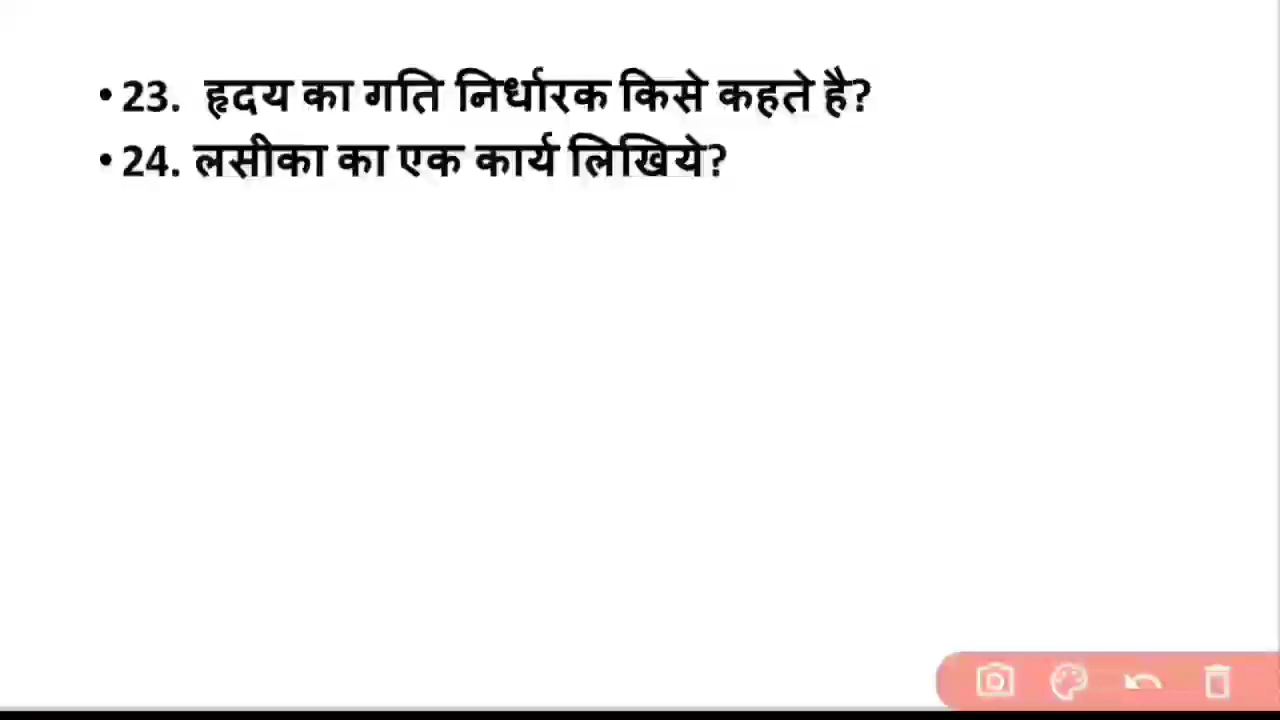 • 23. हृदय का गति निर्धारक किसे कहते है?
• 24. लसीका का एक कार्य लिखिये?